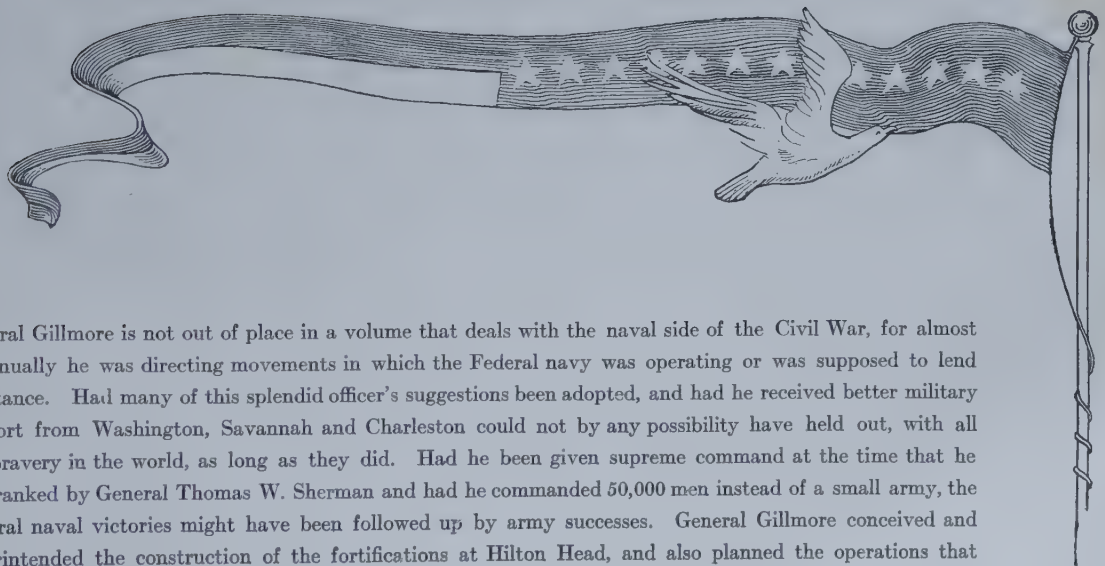 ral Gillmore is not out of place in a volume that deals with the naval side of the Civil War, for almost
nually he was directing movements in which the Federal navy was operating or was supposed to lend
tance. Had many of this splendid officer's suggestions been adopted, and had he received better military
ort from Washington, Savannah and Charleston could not by any possibility have held out, with all
ravery in the world, as long as they did. Had he been given supreme command at the time that he
ranked by General Thomas W. Sherman and had he commanded 50,000 men instead of a small army, the
ral naval victories might have been followed up by army successes. General Gillmore conceived and
rintended the construction of the fortifications at Hilton Head, and also planned the operations that